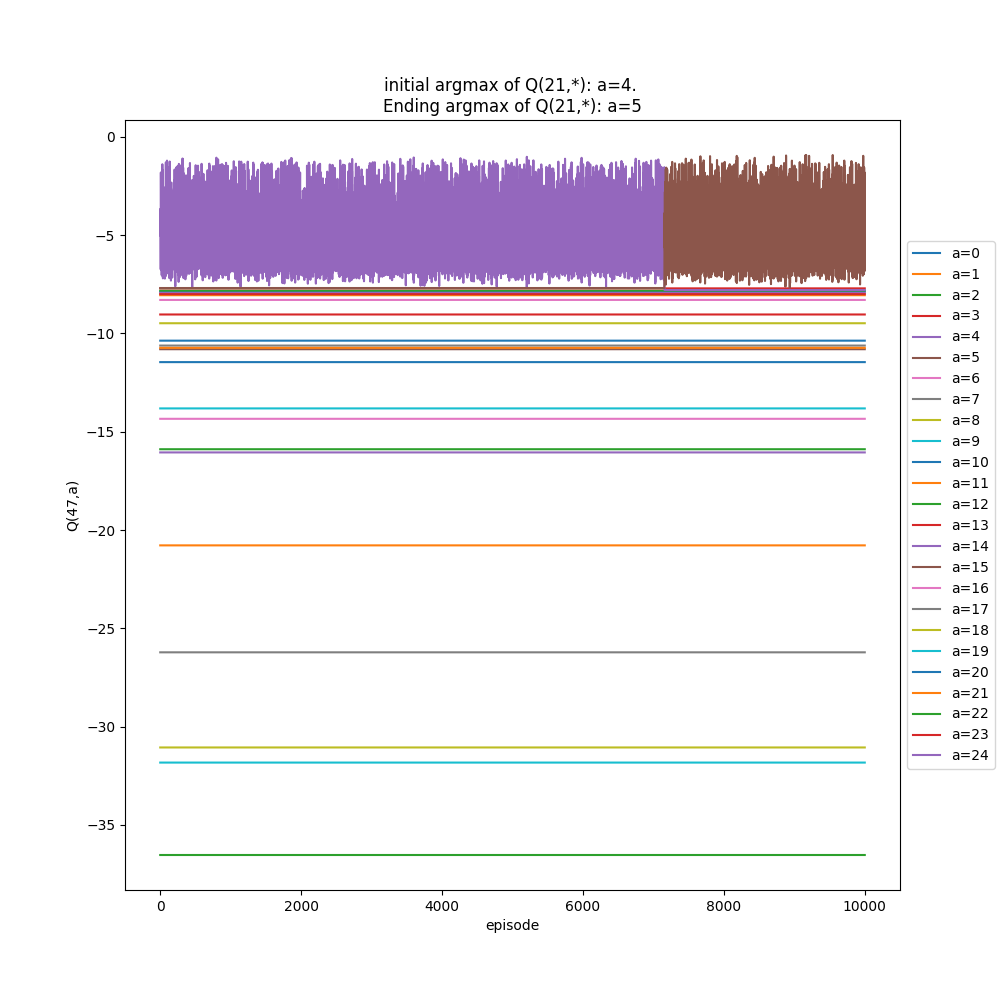 initial argmax of Q(21,*): a=4.
Ending argmax of Q(21,*): a=5
0
−5
−10
−15
−20
−25
−30
−35
Q(47,a)
0
2000
4000
6000
8000
10000
episode
a=0
a=1
a=2
a=3
a=4
a=5
a=6
a=7
a=8
a=9
a=10
a=11
a=12
a=13
a=14
a=15
a=16
a=17
a=18
a=19
a=20
a=21
a=22
a=23
a=24